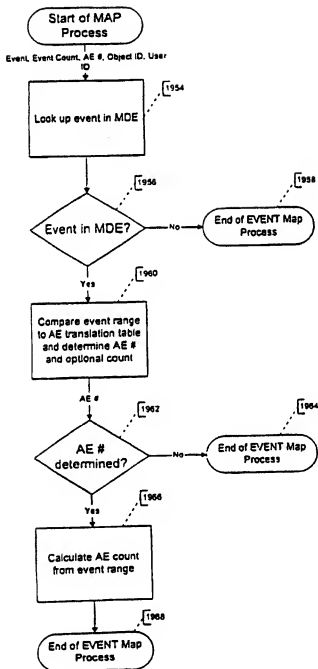 Start of MAP
Process
Event, Event Count, AE #, Object ID, User
ID
1954
Look up event in MDE
1956
1958
Event in MDE?
No
End of EVENT Map
Process
Yes
1960
Compare event range
to AE translation table
and determine AE #
and optional count
AE #
1962
1964
AE #
determined?
No
End of EVENT Map
Process
Yes
1966
Calculate AE count
from event range
1968
End of EVENT Map
Process